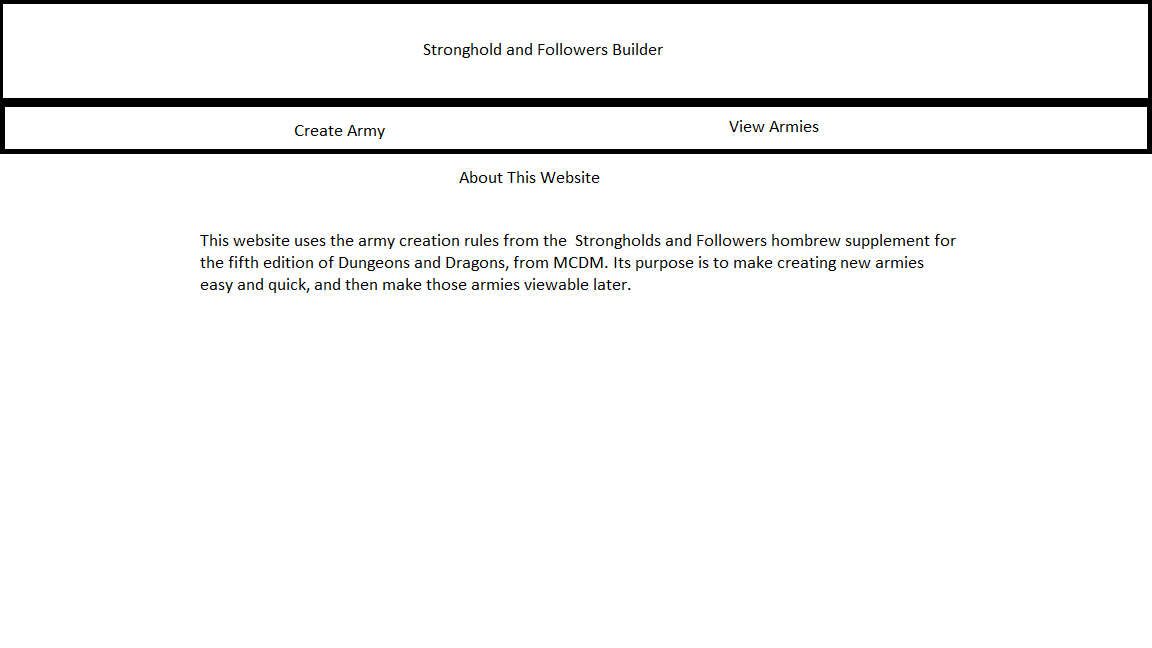 Stronghold and Followers Builder
Create Army
View Armies
About This Website
This website uses the army creation rules from the  Strongholds and Followers hombrew supplement for
the fifth edition of Dungeons and Dragons, from MCDM. Its purpose is to make creating new armies
easy and quick, and then make those armies viewable later.